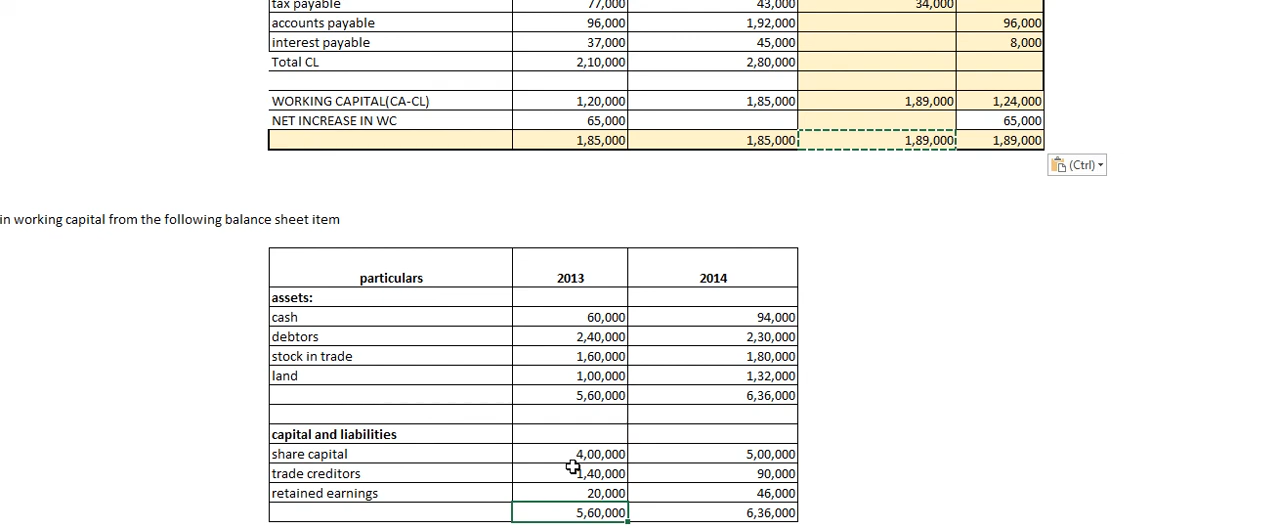 tax payable 77,000 43,000 34,000
accounts payable 96,000 1,92,000 96,000
interest payable 37,000 45,000 8,000
Total CL 2,10,000 2,80,000
WORKING CAPITAL(CA-CL) 1,20,000 1,85,000 1,89,000 1,24,000
NET INCREASE IN WC 65,000 65,000
1,85,000 1,85,000 1,89,000 1,89,000
(Ctrl)
in working capital from the following balance sheet item
particulars 2013 2014
assets:
cash 60,000 94,000
debtors 2,40,000 2,30,000
stock in trade 1,60,000 1,80,000
land 1,00,000 1,32,000
5,60,000 6,36,000
capital and liabilities
share capital 4,00,000 5,00,000
trade creditors 1,40,000 90,000
retained earnings 20,000 46,000
5,60,000 6,36,000